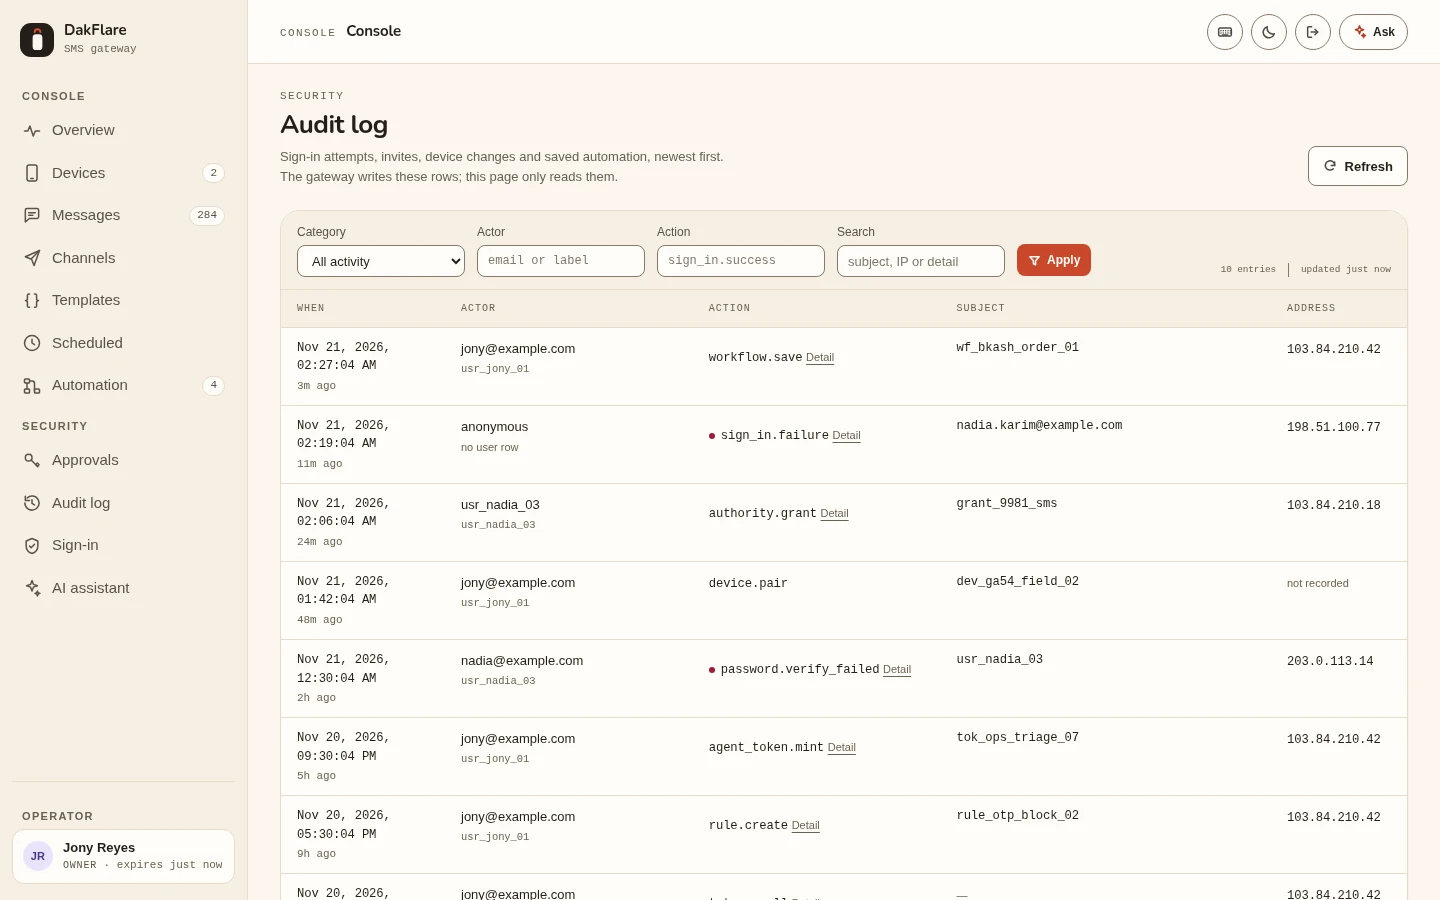 DakFlare
SMS gateway
CONSOLE
Overview
Devices 2
Messages 284
Channels
Templates
Scheduled
Automation 4
SECURITY
Approvals
Audit log
Sign-in
AI assistant
OPERATOR
JR
Jony Reyes
OWNER · expires just now
CONSOLE Console
Ask
SECURITY
Audit log
Sign-in attempts, invites, device changes and saved automation, newest first.
The gateway writes these rows; this page only reads them.
Refresh
Category Actor Action Search
All activity email or label sign_in.success subject, IP or detail Apply
10 entries updated just now
WHEN ACTOR ACTION SUBJECT ADDRESS
Nov 21, 2026, jony@example.com workflow.save Detail wf_bkash_order_01 103.84.210.42
02:27:04 AM usr_jony_01
3m ago
Nov 21, 2026, anonymous sign_in.failure Detail nadia.karim@example.com 198.51.100.77
02:19:04 AM no user row
11m ago
Nov 21, 2026, usr_nadia_03 authority.grant Detail grant_9981_sms 103.84.210.18
02:06:04 AM usr_nadia_03
24m ago
Nov 21, 2026, jony@example.com device.pair dev_ga54_field_02 not recorded
01:42:04 AM usr_jony_01
48m ago
Nov 21, 2026, nadia@example.com password.verify_failed Detail usr_nadia_03 203.0.113.14
12:30:04 AM usr_nadia_03
2h ago
Nov 20, 2026, jony@example.com agent_token.mint Detail tok_ops_triage_07 103.84.210.42
09:30:04 PM usr_jony_01
5h ago
Nov 20, 2026, jony@example.com rule.create Detail rule_otp_block_02 103.84.210.42
05:30:04 PM usr_jony_01
9h ago
Nov 20, 2026, jony@example.com — 103.84.210.42